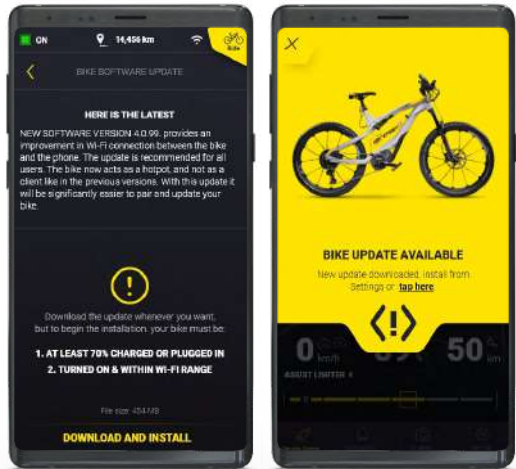 ON
14,456 km
Ride
BIKE SOFTWARE UPDATE
HERE IS THE LATEST
NEW SOFTWARE VERSION 4.0.99. provides an
improvement in Wi-Fi connection between the bike
and the phone. The update is recommended for all
users. The bike now acts as a hotpot, and not as a
client like in the previous versions. With this update it
will be significantly easier to pair and update your
bike.
Download the update whenever you want,
but to begin the installation, your bike must be:
1. AT LEAST 70% CHARGED OR PLUGGED IN
2. TURNED ON & WITHIN WI-FI RANGE
File size: 454 MB
DOWNLOAD AND INSTALL
BIKE UPDATE AVAILABLE
New update downloaded, install from
Settings or tap here
0 km/h
50 km
ASSIST LIMITER